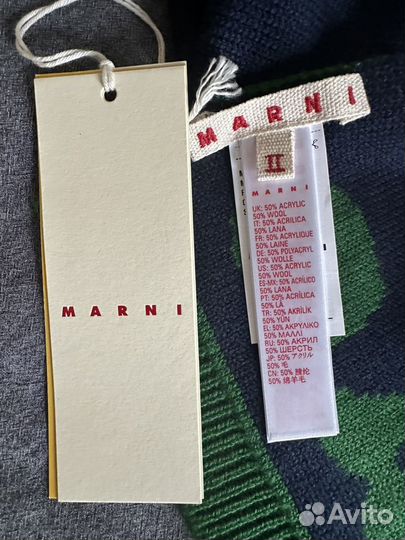 MARNI
II
MARNI
UK: 50% ACRYLIC
50% WOOL
IT: 50% ACRILICA
50% LANA
FR: 50% ACRYLIQUE
50% LAINE
DE: 50% POLYACRYL
50% WOLLE
US: 50% ACRYLIC
50% WOOL
ES-MX: 50% ACRÍLICO
50% LANA
PT: 50% ACRÍLICA
50% LÃ
TR: 50% AKRİLİK
50% YÜN
EL: 50% ΑΚΡΥΛΙΚΟ
50% ΜΑΛΛΙ
RU: 50% АКРИЛ
50% ШЕРСТЬ
JP: 50% アクリル
50% 毛
CN: 50% 腈纶
50% 绵羊毛
MARNI
Avito